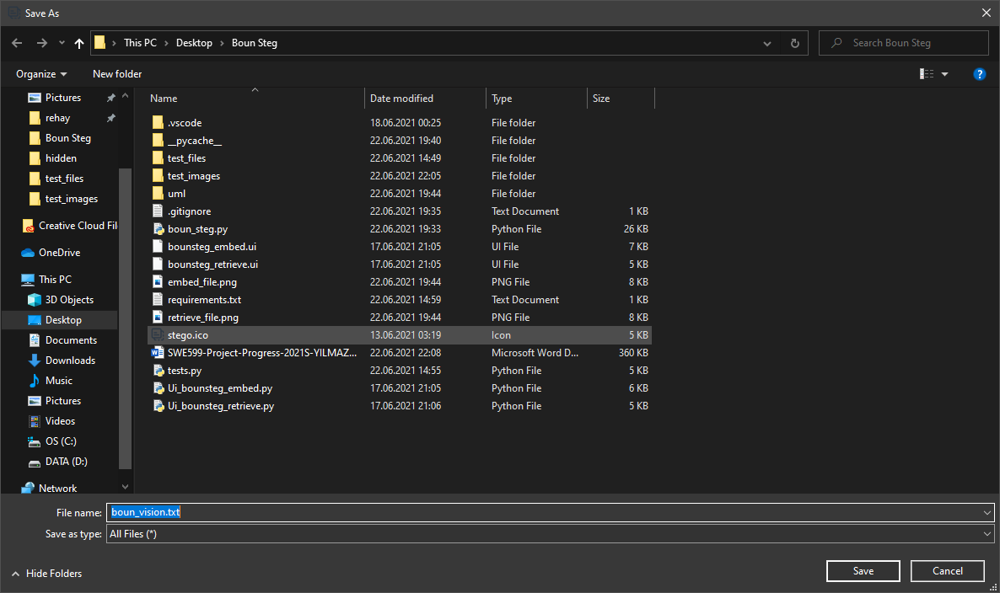 Save As
This PC > Desktop > Boun Steg
Search Boun Steg
Organize
New folder
?
Pictures
rehay
Boun Steg
hidden
test_files
test_images
Creative Cloud Fil
OneDrive
This PC
3D Objects
Desktop
Documents
Downloads
Music
Pictures
Videos
OS (C:)
DATA (D:)
Network
Name Date modified Type Size
.vscode 18.06.2021 00:25 File folder
__pycache__ 22.06.2021 19:40 File folder
test_files 22.06.2021 14:49 File folder
test_images 22.06.2021 22:05 File folder
uml 22.06.2021 19:44 File folder
.gitignore 22.06.2021 19:35 Text Document 1 KB
boun_steg.py 22.06.2021 19:33 Python File 26 KB
bounsteg_embed.ui 17.06.2021 21:05 UI File 7 KB
bounsteg_retrieve.ui 17.06.2021 21:05 UI File 5 KB
embed_file.png 22.06.2021 19:44 PNG File 8 KB
requirements.txt 22.06.2021 14:59 Text Document 1 KB
retrieve_file.png 22.06.2021 19:44 PNG File 8 KB
stego.ico 13.06.2021 03:19 Icon 5 KB
SWE599-Project-Progress-2021S-YILMAZ... 22.06.2021 22:08 Microsoft Word D... 360 KB
tests.py 22.06.2021 14:55 Python File 5 KB
Ui_bounsteg_embed.py 17.06.2021 21:05 Python File 6 KB
Ui_bounsteg_retrieve.py 17.06.2021 21:06 Python File 5 KB
File name: boun_vision.txt
Save as type: All Files (*)
Hide Folders
Save
Cancel